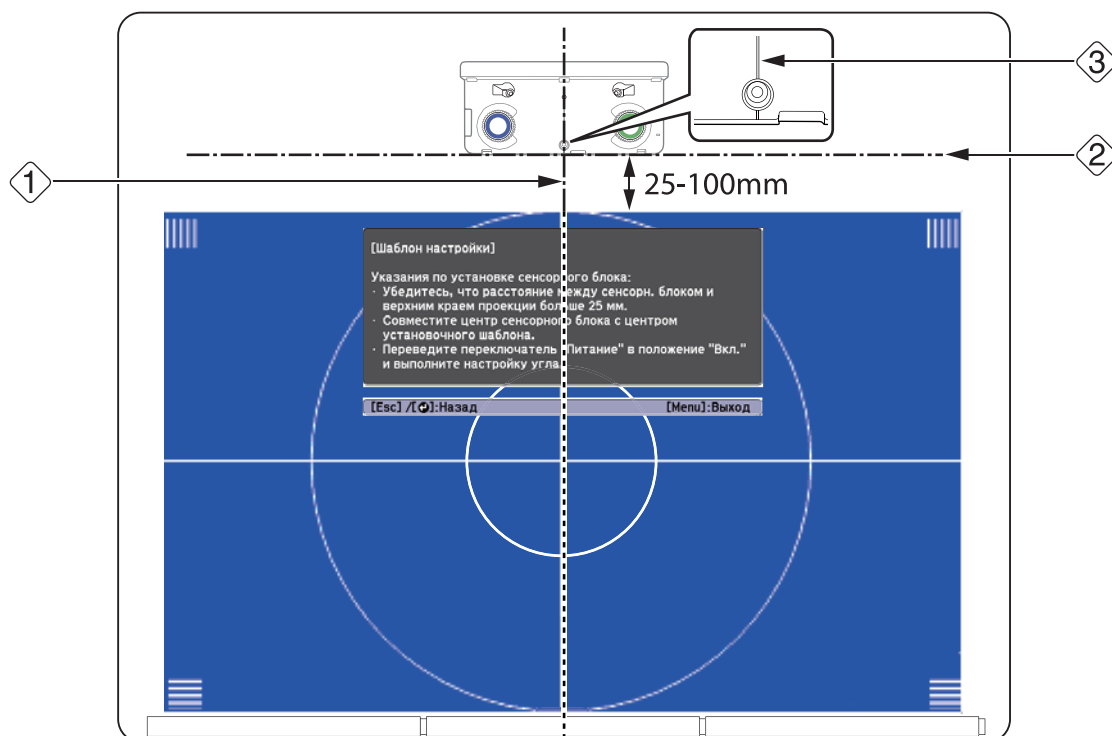 3
2
1
25-100mm
[Шаблон настройки]
Указания по установке сенсорного блока:
· Убедитесь, что расстояние между сенсорн. блоком и
верхним краем проекции больше 25 мм.
· Совместите центр сенсорного блока с центром
установочного шаблона.
· Переведите переключатель "Питание" в положение "Вкл."
и выполните настройку угла.
[Esc] /[⏎]:Назад [Menu]:Выход